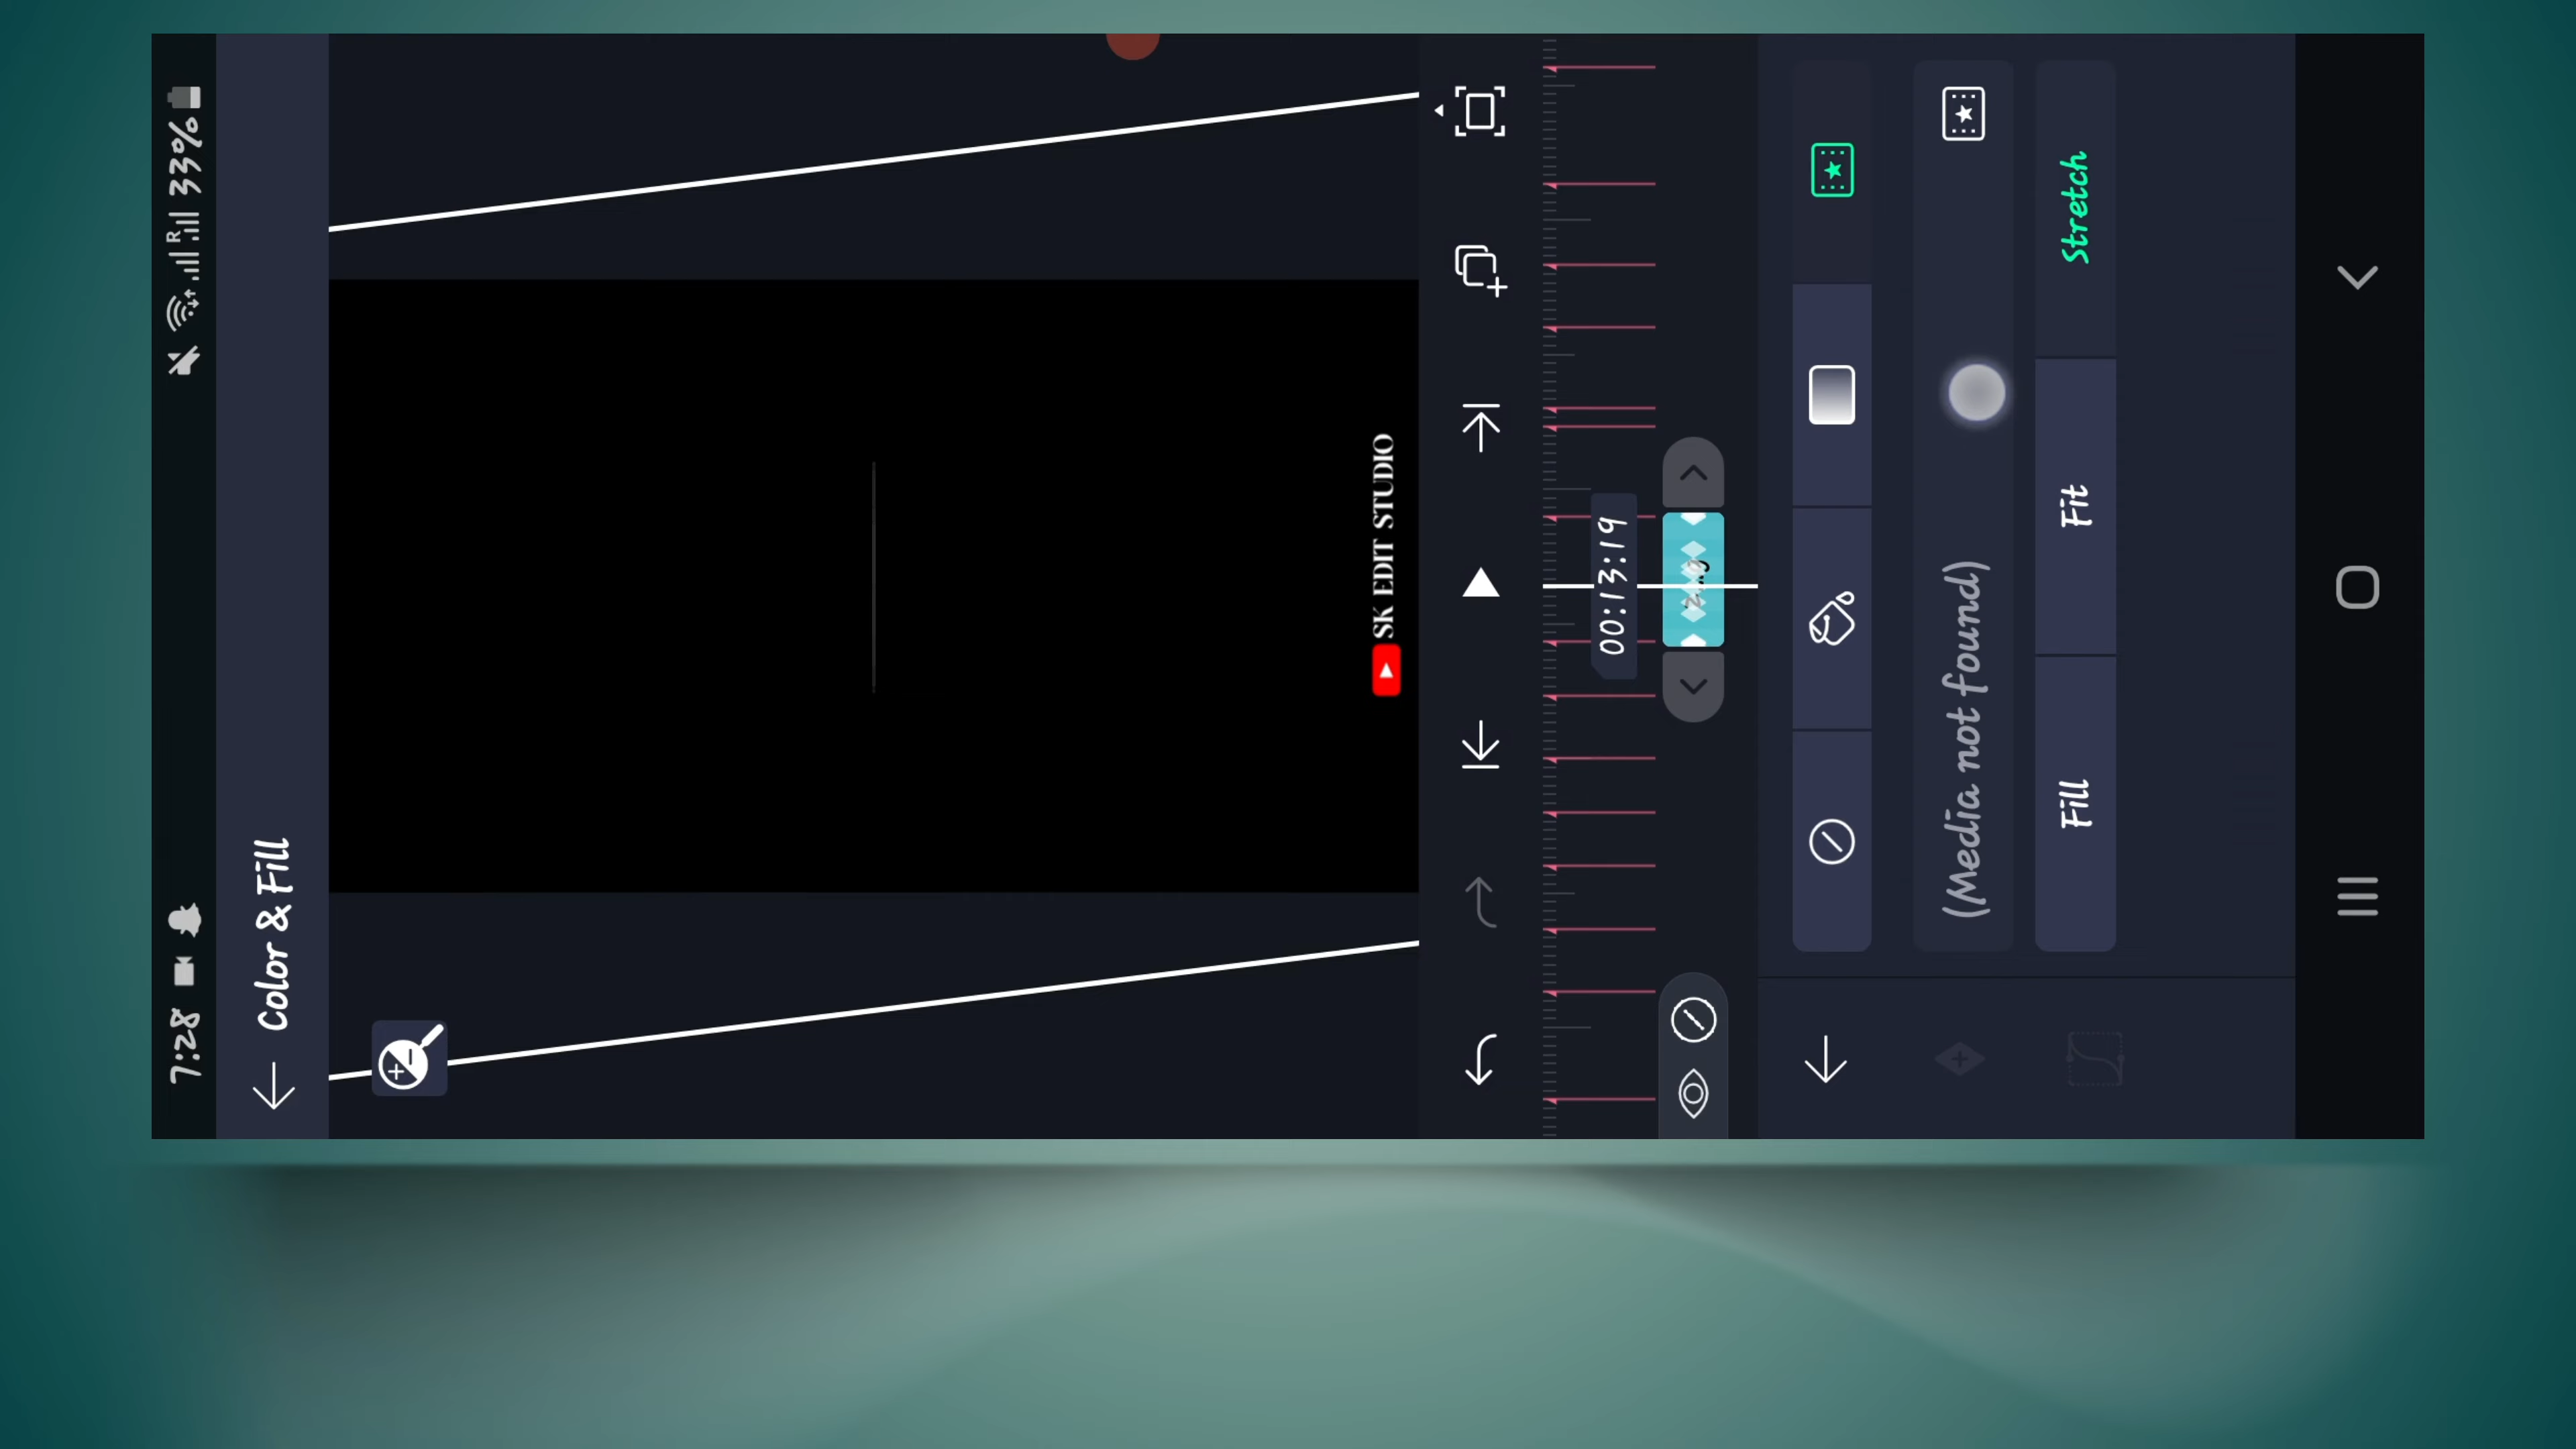 7:28
33%
Color & Fill
SK EDIT STUDIO
00:13:19
(Media not found)
Fill
Fit
Stretch